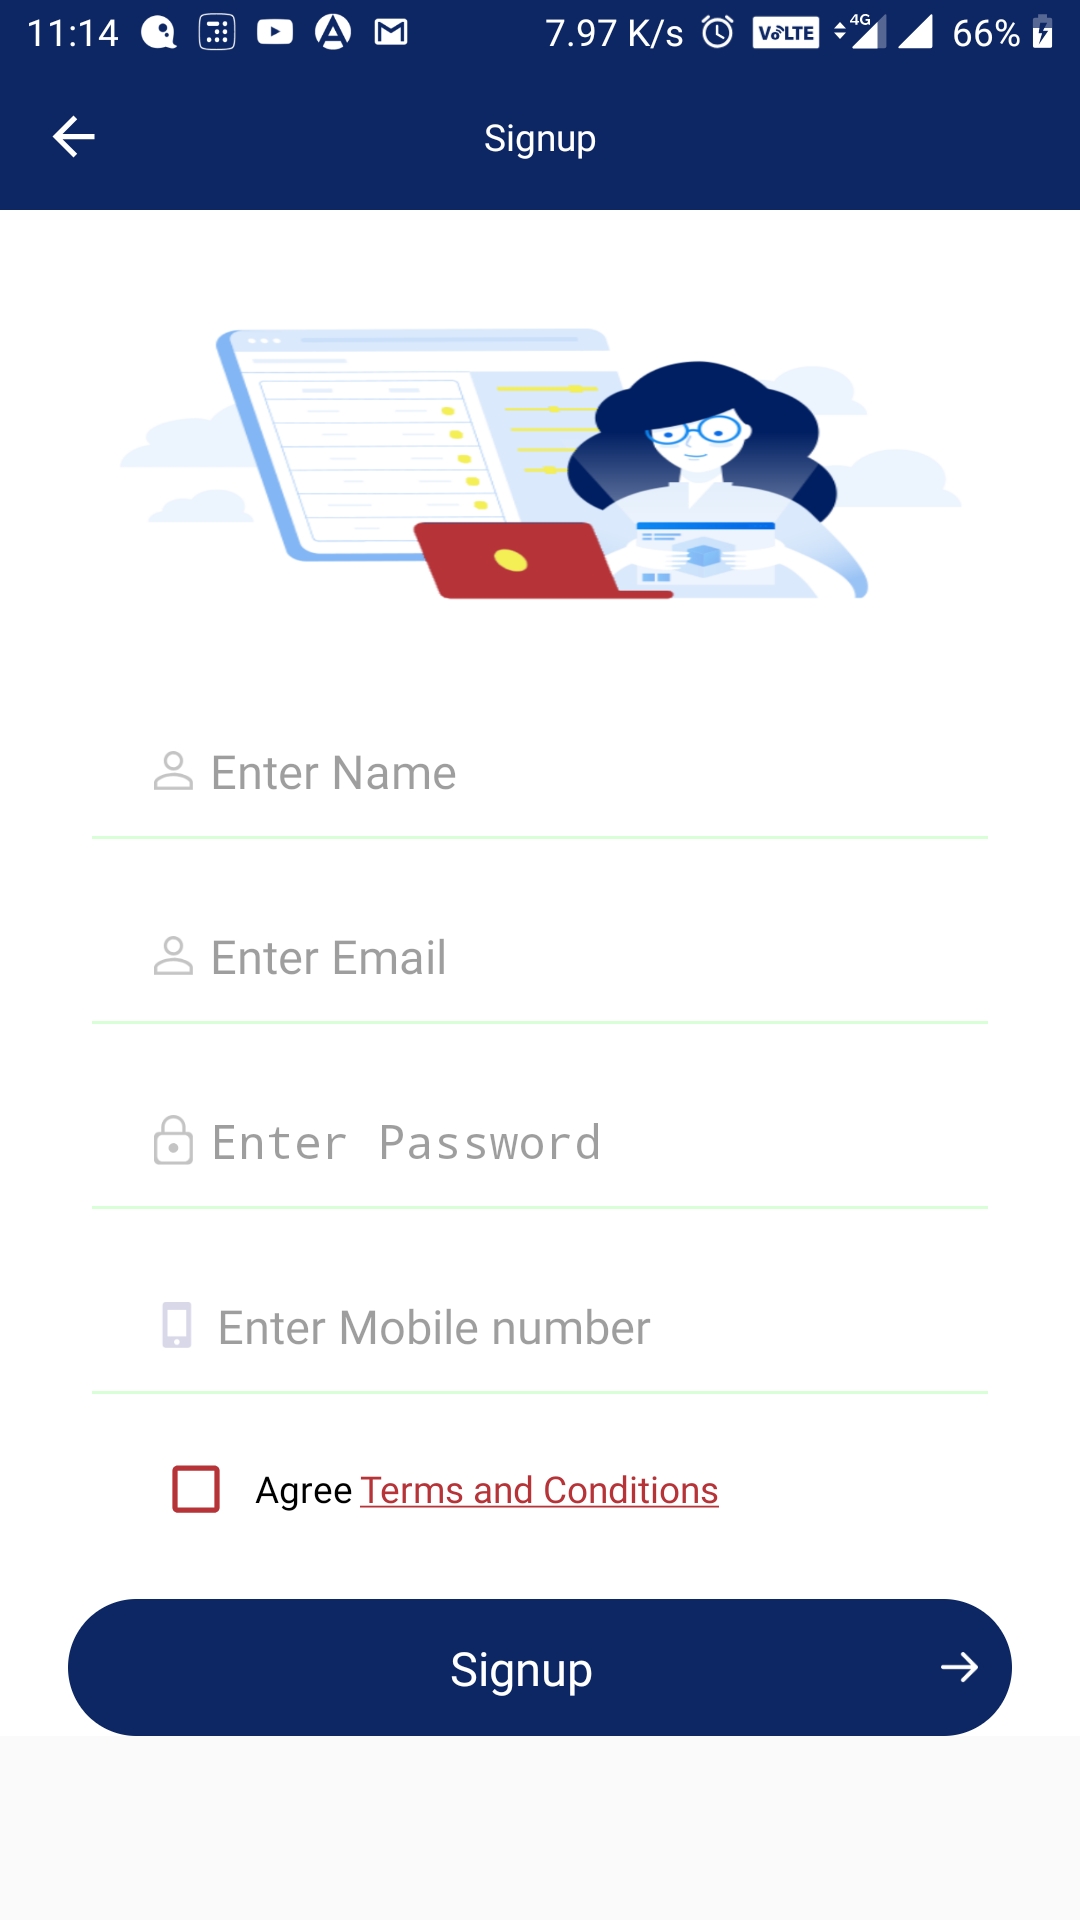 11:14 7.97 K/s VoLTE 4G 66%
Signup
Enter Name
Enter Email
Enter Password
Enter Mobile number
Agree Terms and Conditions
Signup